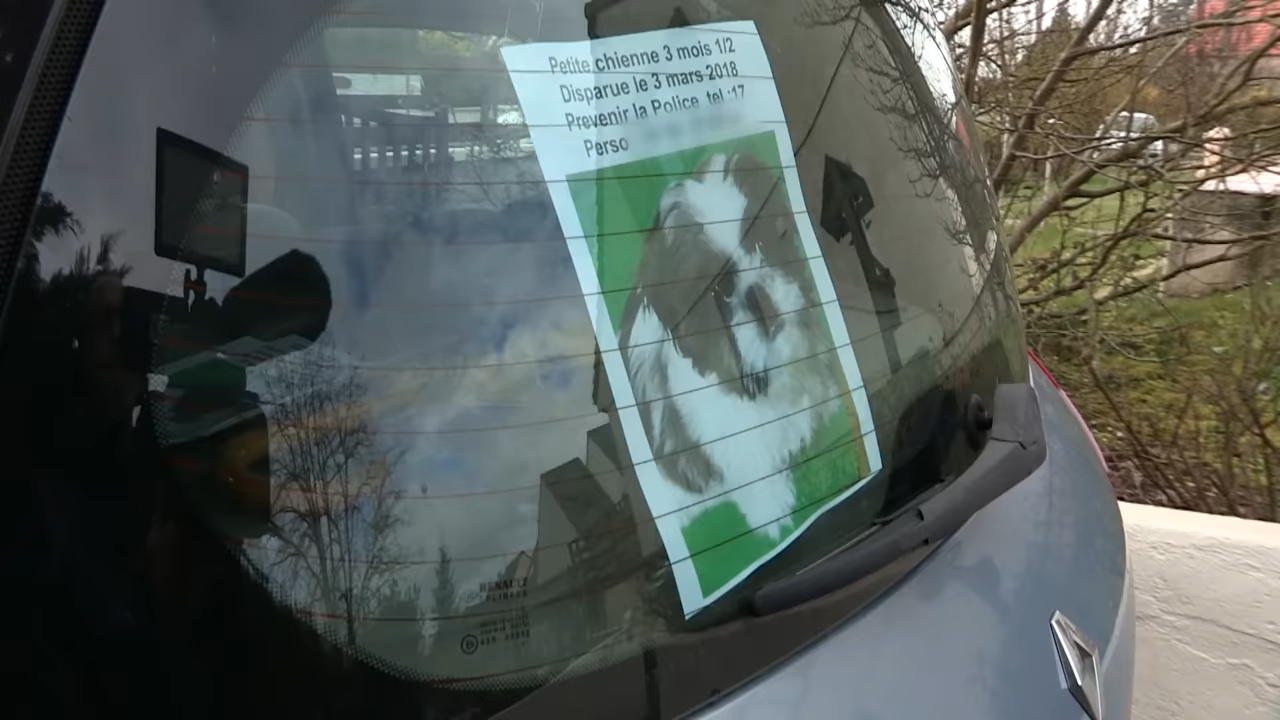 Petite chienne 3 mois 1/2
Disparue le 3 mars 2018
Prevenir la Police tel :17
Perso
RENAULT